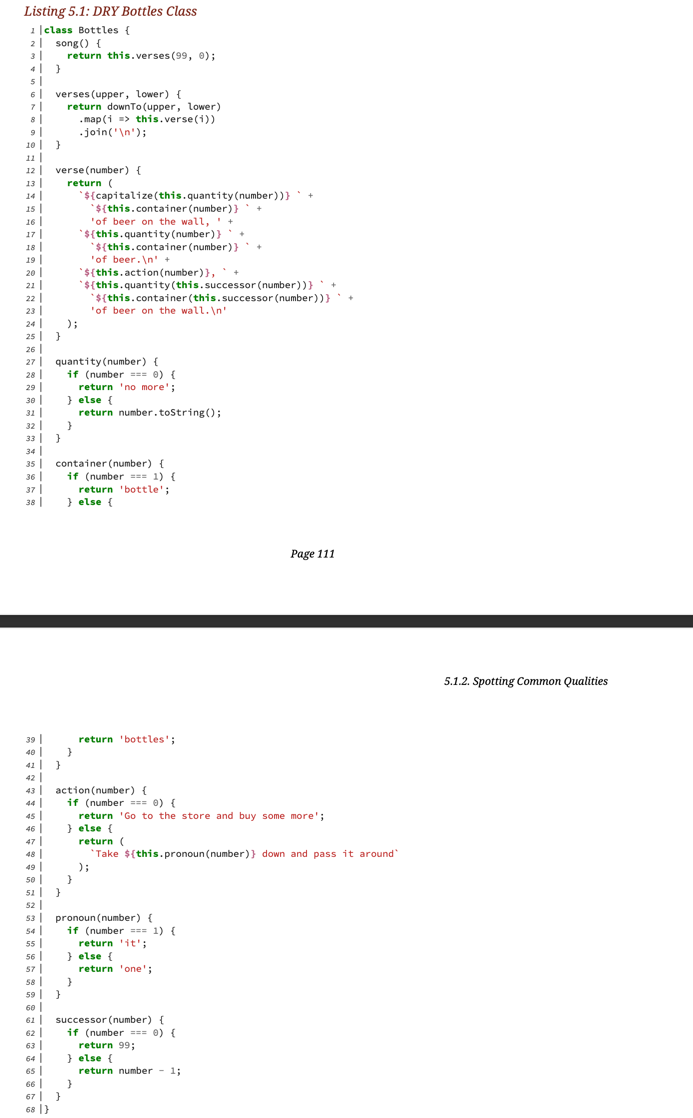 Listing 5.1: DRY Bottles Class
1 |class Bottles {
2 |  song() {
3 |    return this.verses(99, 0);
4 |  }
5 |
6 |  verses(upper, lower) {
7 |    return downTo(upper, lower)
8 |      .map(i => this.verse(i))
9 |      .join('\n');
10 |  }
11 |
12 |  verse(number) {
13 |    return (
14 |      `${capitalize(this.quantity(number))} ` +
15 |        `${this.container(number)} ` +
16 |        'of beer on the wall, ' +
17 |      `${this.quantity(number)} ` +
18 |        `${this.container(number)} ` +
19 |        'of beer.\n' +
20 |      `${this.action(number)}, ` +
21 |      `${this.quantity(this.successor(number))} ` +
22 |        `${this.container(this.successor(number))} ` +
23 |        'of beer on the wall.\n'
24 |    );
25 |  }
26 |
27 |  quantity(number) {
28 |    if (number === 0) {
29 |      return 'no more';
30 |    } else {
31 |      return number.toString();
32 |    }
33 |  }
34 |
35 |  container(number) {
36 |    if (number === 1) {
37 |      return 'bottle';
38 |    } else {
Page 111
5.1.2. Spotting Common Qualities
39 |      return 'bottles';
40 |    }
41 |  }
42 |
43 |  action(number) {
44 |    if (number === 0) {
45 |      return 'Go to the store and buy some more';
46 |    } else {
47 |      return (
48 |        `Take ${this.pronoun(number)} down and pass it around`
49 |      );
50 |    }
51 |  }
52 |
53 |  pronoun(number) {
54 |    if (number === 1) {
55 |      return 'it';
56 |    } else {
57 |      return 'one';
58 |    }
59 |  }
60 |
61 |  successor(number) {
62 |    if (number === 0) {
63 |      return 99;
64 |    } else {
65 |      return number - 1;
66 |    }
67 |  }
68 |}